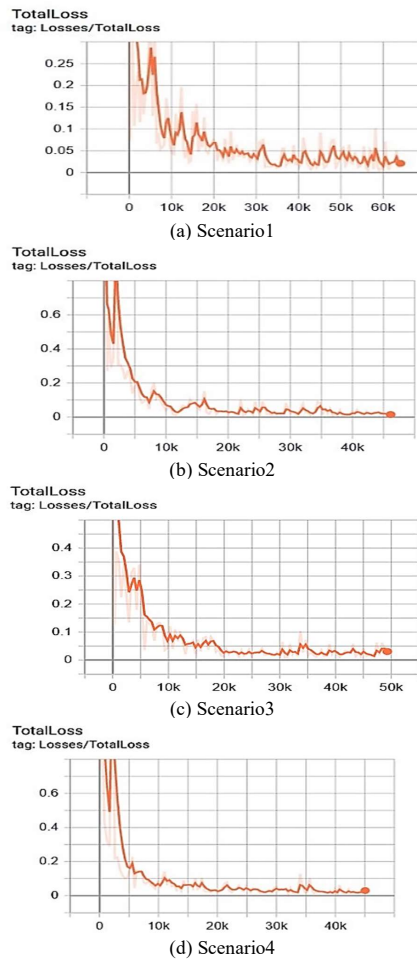 TotalLoss
tag: Losses/TotalLoss
0.25
0.2
0.15
0.1
0.05
0
0 10k 20k 30k 40k 50k 60k
(a) Scenario1
TotalLoss
tag: Losses/TotalLoss
0.6
0.4
0.2
0
0 10k 20k 30k 40k
(b) Scenario2
TotalLoss
tag: Losses/TotalLoss
0.4
0.3
0.2
0.1
0
0 10k 20k 30k 40k 50k
(c) Scenario3
TotalLoss
tag: Losses/TotalLoss
0.6
0.4
0.2
0
0 10k 20k 30k 40k
(d) Scenario4